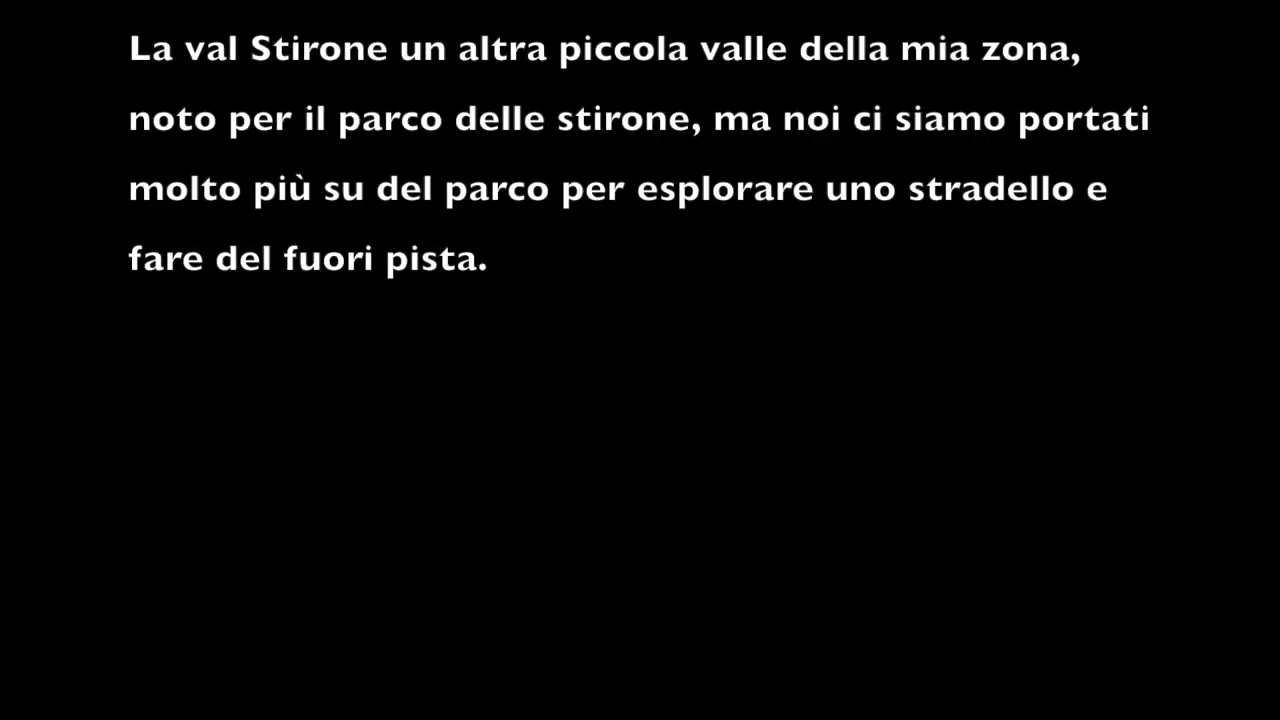 La val Stirone un altra piccola valle della mia zona,
noto per il parco delle stirone, ma noi ci siamo portati
molto più su del parco per esplorare uno stradello e
fare del fuori pista.